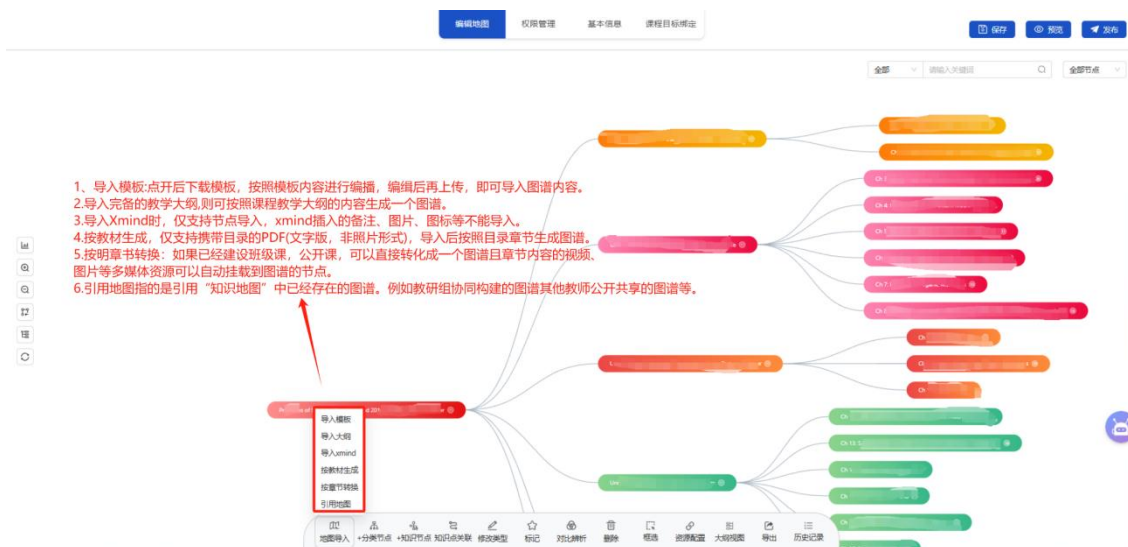 编辑地图 权限管理 基本信息 课程目标绑定
保存 预览 发布
全部 请输入关键词 全部节点
1、导入模板:点开后下载模板，按照模板内容进行编播，编缉后再上传，即可导入图谱内容。
2.导入完备的教学大纲,则可按照课程教学大纲的内容生成一个图谱。
3.导入Xmind时，仅支持节点导入，xmind插入的备注、图片、图标等不能导入。
4.按教材生成，仅支持携带目录的PDF(文字版，非照片形式)，导入后按照目录章节生成图谱。
5.按明章书转换：如果已经建设班级课，公开课，可以直接转化成一个图谱且章节内容的视频、
图片等多媒体资源可以自动挂载到图谱的节点。
6.引用地图指的是引用“知识地图”中已经存在的图谱。例如教研组协同构建的图谱其他教师公开共享的图谱等。
导入模板
导入大纲
导入xmind
按教材生成
按章节转换
引用地图
地图导入 +分类节点 +知识节点 知识点关联 修改类型 标记 对比辨析 删除 框选 资源配置 大纲视图 导出 历史记录